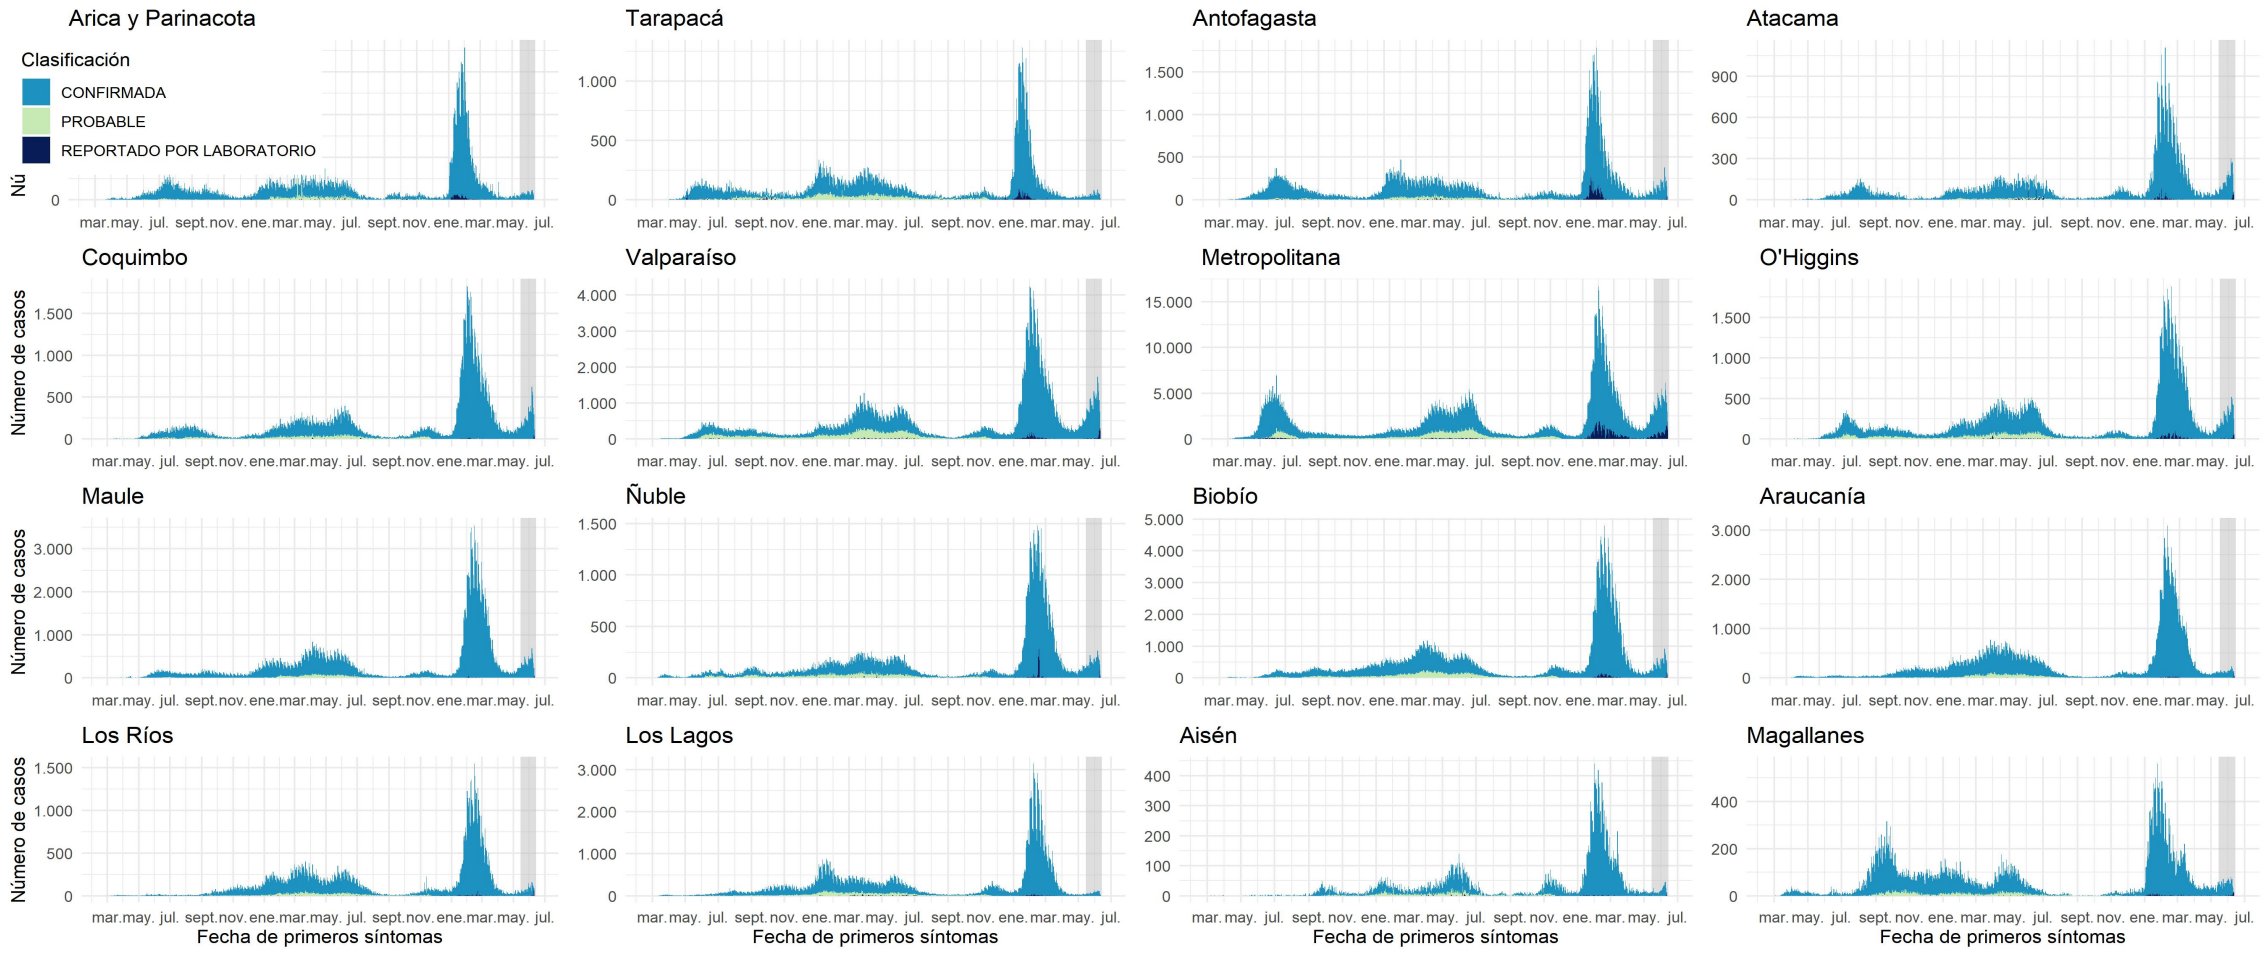 Arica y Parinacota
Clasificación
CONFIRMADA
PROBABLE
REPORTADO POR LABORATORIO
Nú
0
mar. may. jul. sept. nov. ene. mar. may. jul. sept. nov. ene. mar. may. jul.
Tarapacá
1.000
500
0
mar. may. jul. sept. nov. ene. mar. may. jul. sept. nov. ene. mar. may. jul.
Antofagasta
1.500
1.000
500
0
mar. may. jul. sept. nov. ene. mar. may. jul. sept. nov. ene. mar. may. jul.
Atacama
900
600
300
0
mar. may. jul. sept. nov. ene. mar. may. jul. sept. nov. ene. mar. may. jul.
Coquimbo
Número de casos
1.500
1.000
500
0
mar. may. jul. sept. nov. ene. mar. may. jul. sept. nov. ene. mar. may. jul.
Valparaíso
4.000
3.000
2.000
1.000
0
mar. may. jul. sept. nov. ene. mar. may. jul. sept. nov. ene. mar. may. jul.
Metropolitana
15.000
10.000
5.000
0
mar. may. jul. sept. nov. ene. mar. may. jul. sept. nov. ene. mar. may. jul.
O'Higgins
1.500
1.000
500
0
mar. may. jul. sept. nov. ene. mar. may. jul. sept. nov. ene. mar. may. jul.
Maule
Número de casos
3.000
2.000
1.000
0
mar. may. jul. sept. nov. ene. mar. may. jul. sept. nov. ene. mar. may. jul.
Ñuble
1.500
1.000
500
0
mar. may. jul. sept. nov. ene. mar. may. jul. sept. nov. ene. mar. may. jul.
Biobío
5.000
4.000
3.000
2.000
1.000
0
mar. may. jul. sept. nov. ene. mar. may. jul. sept. nov. ene. mar. may. jul.
Araucanía
3.000
2.000
1.000
0
mar. may. jul. sept. nov. ene. mar. may. jul. sept. nov. ene. mar. may. jul.
Los Ríos
Número de casos
1.500
1.000
500
0
mar. may. jul. sept. nov. ene. mar. may. jul. sept. nov. ene. mar. may. jul.
Fecha de primeros síntomas
Los Lagos
3.000
2.000
1.000
0
mar. may. jul. sept. nov. ene. mar. may. jul. sept. nov. ene. mar. may. jul.
Fecha de primeros síntomas
Aisén
400
300
200
100
0
mar. may. jul. sept. nov. ene. mar. may. jul. sept. nov. ene. mar. may. jul.
Fecha de primeros síntomas
Magallanes
400
200
0
mar. may. jul. sept. nov. ene. mar. may. jul. sept. nov. ene. mar. may. jul.
Fecha de primeros síntomas